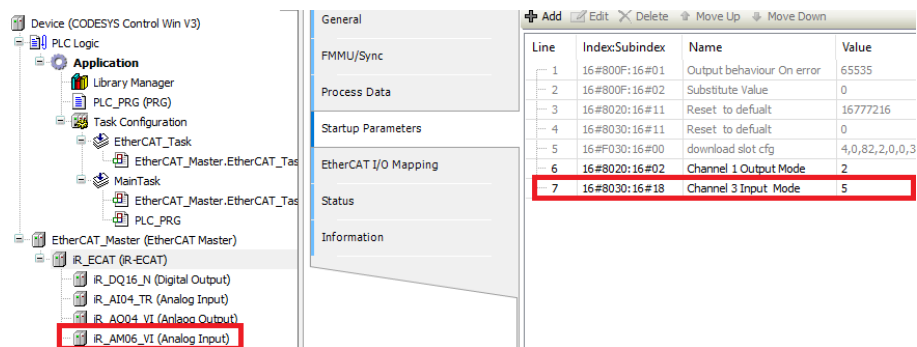 Device (CODESYS Control Win V3)
PLC Logic
Application
Library Manager
PLC_PRG (PRG)
Task Configuration
EtherCAT_Task
EtherCAT_Master.EtherCAT_Tas
MainTask
EtherCAT_Master.EtherCAT_Tas
PLC_PRG
EtherCAT_Master (EtherCAT Master)
iR_ECAT (iR-ECAT)
iR_DQ16_N (Digital Output)
iR_AI04_TR (Analog Input)
iR_AO04_VI (Anlaog Output)
iR_AM06_VI (Analog Input)
General
FMMU/Sync
Process Data
Startup Parameters
EtherCAT I/O Mapping
Status
Information
Add Edit Delete Move Up Move Down
Line Index:Subindex Name Value
1 16#800F:16#01 Output behaviour On error 65535
2 16#800F:16#02 Substitute Value 0
3 16#8020:16#11 Reset to defualt 16777216
4 16#8030:16#11 Reset to defualt 0
5 16#F030:16#00 download slot cfg 4,0,82,2,0,0,3
6 16#8020:16#02 Channel 1 Output Mode 2
7 16#8030:16#18 Channel 3 Input Mode 5